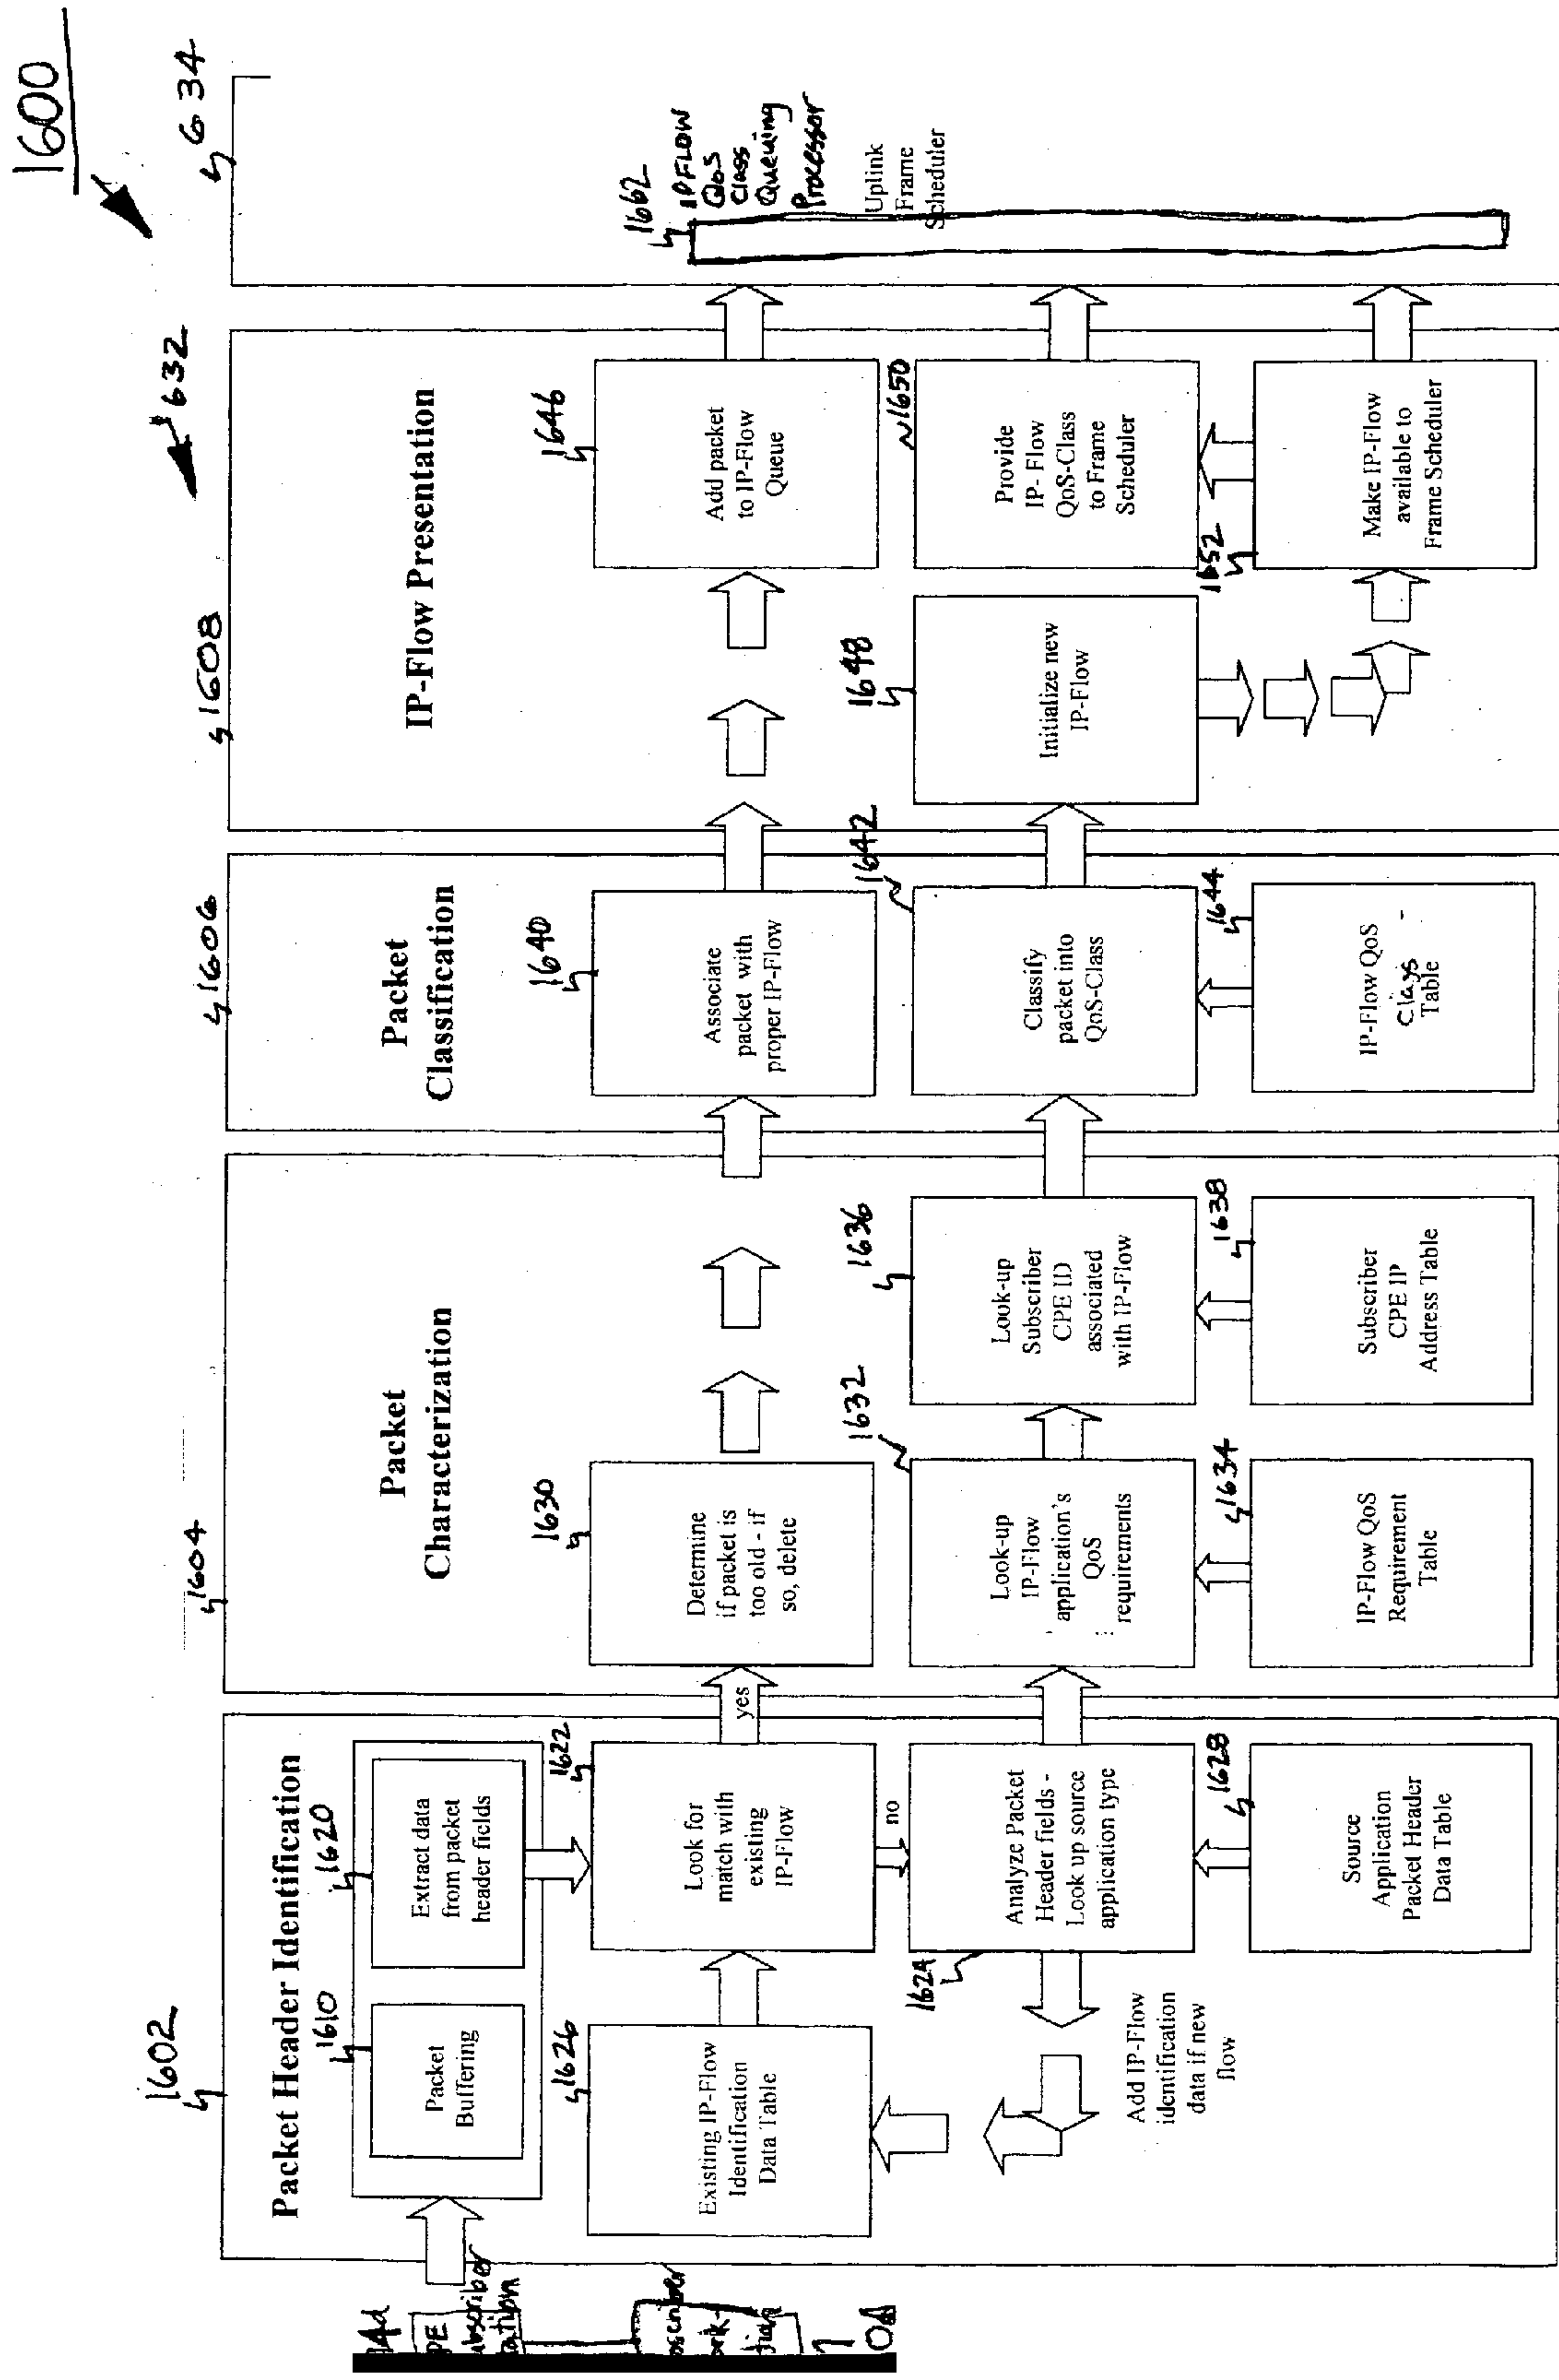 1600
632
634
1602
Packet Header Identification
1610
Packet
Buffering
1620
Extract data
from packet
header fields
1626
Existing IP-Flow
Identification
Data Table
1622
Look for
match with
existing
IP-Flow
yes
no
1624
Analyze Packet
Header fields -
Look up source
application type
Add IP-Flow
identification
data if new
flow
1628
Source
Application
Packet Header
Data Table
1604
Packet
Characterization
1630
Determine
if packet is
too old - if
so, delete
1632
Look-up
IP-Flow
application's
QoS
requirements
1634
IP-Flow QoS
Requirement
Table
1636
Look-up
Subscriber
CPE ID
associated
with IP-Flow
1638
Subscriber
CPE IP
Address Table
1606
Packet
Classification
1640
Associate
packet with
proper IP-Flow
1642
Classify
packet into
QoS-Class
1644
IP-Flow QoS
Class
Table
1608
IP-Flow Presentation
1646
Add packet
to IP-Flow
Queue
1648
Initialize new
IP-Flow
1650
Provide
IP- Flow
QoS-Class
to Frame
Scheduler
1652
Make IP-Flow
available to
Frame Scheduler
1662
IPFLOW
QoS
Class
Queuing
Processor
Uplink
Frame
Scheduler